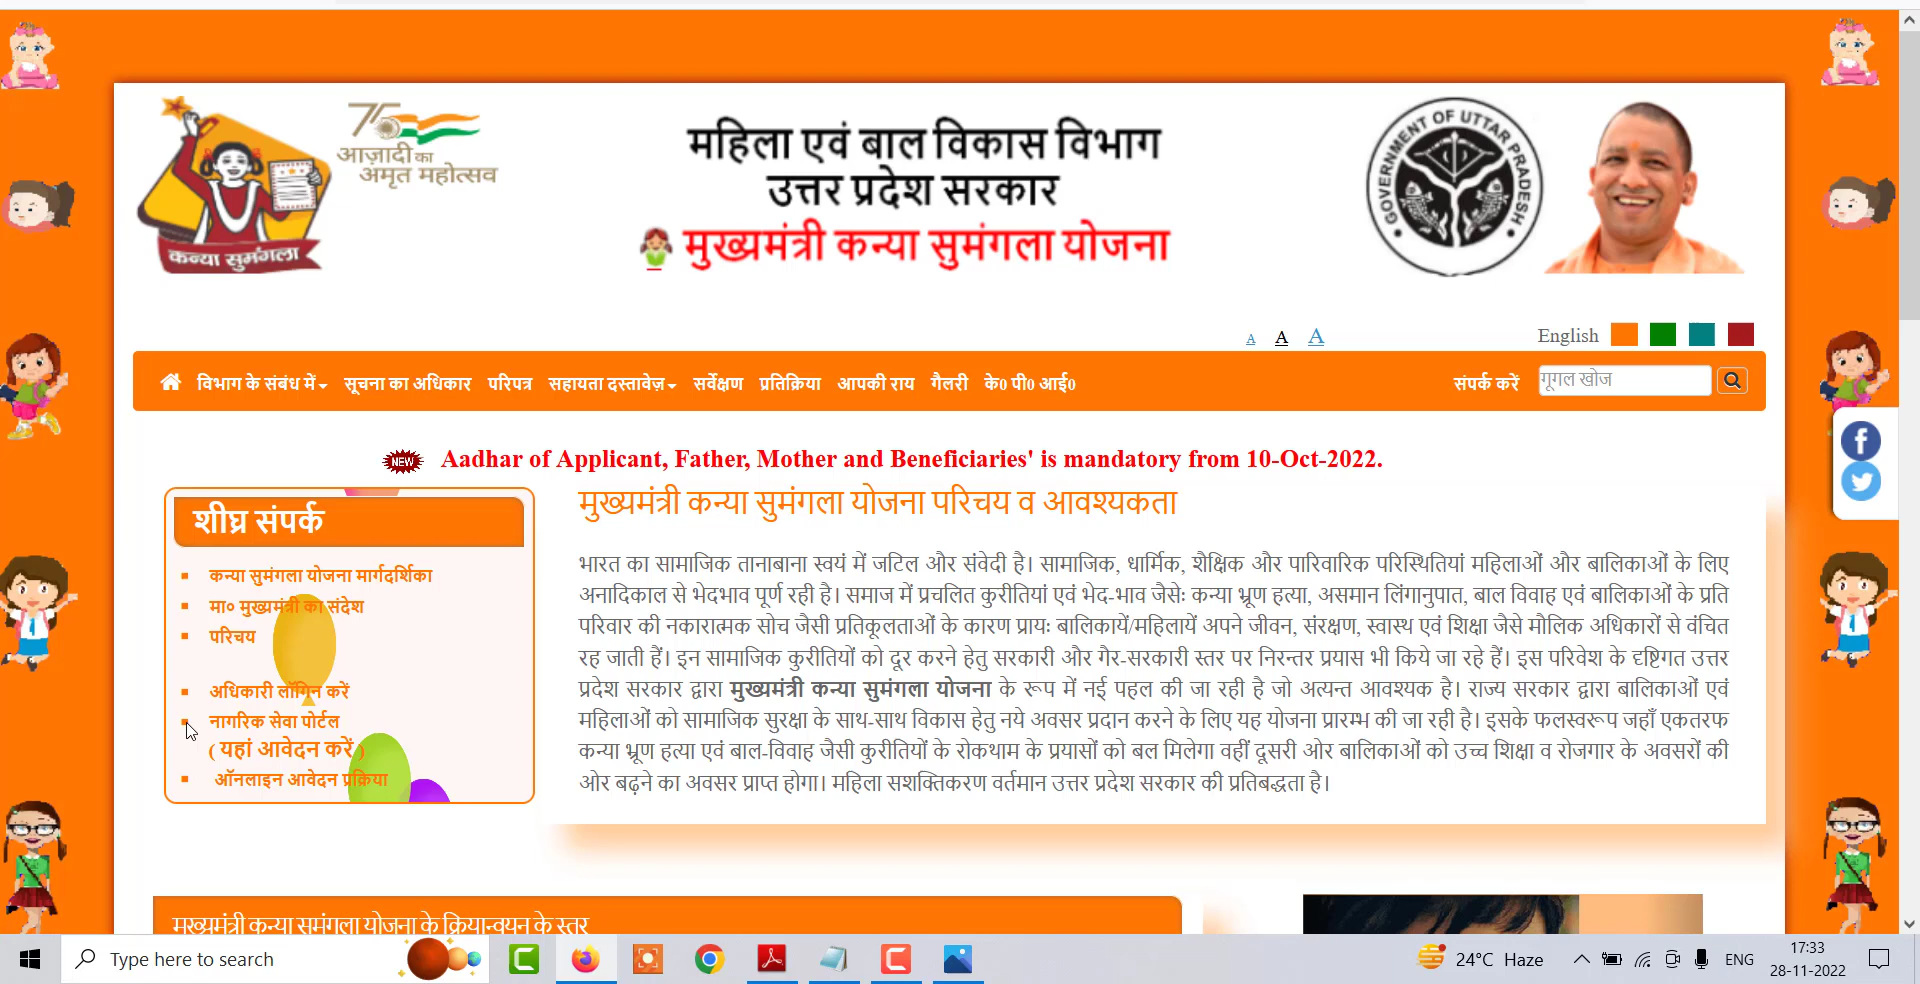 कन्या सुमंगला
75
आज़ादी का
अमृत महोत्सव
महिला एवं बाल विकास विभाग
उत्तर प्रदेश सरकार
मुख्यमंत्री कन्या सुमंगला योजना
GOVERNMENT OF UTTAR PRADESH
A A A English
विभाग के संबंध में सूचना का अधिकार परिपत्र सहायता दस्तावेज़ सर्वेक्षण प्रतिक्रिया आपकी राय गैलरी के0 पी0 आई0 संपर्क करें गूगल खोज
NEW Aadhar of Applicant, Father, Mother and Beneficiaries' is mandatory from 10-Oct-2022.
शीघ्र संपर्क
कन्या सुमंगला योजना मार्गदर्शिका
मा० मुख्यमंत्री का संदेश
परिचय
अधिकारी लॉगिन करें
नागरिक सेवा पोर्टल
( यहां आवेदन करें )
ऑनलाइन आवेदन प्रक्रिया
मुख्यमंत्री कन्या सुमंगला योजना परिचय व आवश्यकता
भारत का सामाजिक तानाबाना स्वयं में जटिल और संवेदी है। सामाजिक, धार्मिक, शैक्षिक और पारिवारिक परिस्थितियां महिलाओं और बालिकाओं के लिए
अनादिकाल से भेदभाव पूर्ण रही है। समाज में प्रचलित कुरीतियां एवं भेद-भाव जैसेः कन्या भ्रूण हत्या, असमान लिंगानुपात, बाल विवाह एवं बालिकाओं के प्रति
परिवार की नकारात्मक सोच जैसी प्रतिकूलताओं के कारण प्रायः बालिकायें/महिलायें अपने जीवन, संरक्षण, स्वास्थ एवं शिक्षा जैसे मौलिक अधिकारों से वंचित
रह जाती हैं। इन सामाजिक कुरीतियों को दूर करने हेतु सरकारी और गैर-सरकारी स्तर पर निरन्तर प्रयास भी किये जा रहे हैं। इस परिवेश के दृष्टिगत उत्तर
प्रदेश सरकार द्वारा मुख्यमंत्री कन्या सुमंगला योजना के रूप में नई पहल की जा रही है जो अत्यन्त आवश्यक है। राज्य सरकार द्वारा बालिकाओं एवं
महिलाओं को सामाजिक सुरक्षा के साथ-साथ विकास हेतु नये अवसर प्रदान करने के लिए यह योजना प्रारम्भ की जा रही है। इसके फलस्वरूप जहाँ एकतरफ
कन्या भ्रूण हत्या एवं बाल-विवाह जैसी कुरीतियों के रोकथाम के प्रयासों को बल मिलेगा वहीं दूसरी ओर बालिकाओं को उच्च शिक्षा व रोजगार के अवसरों की
ओर बढ़ने का अवसर प्राप्त होगा। महिला सशक्तिकरण वर्तमान उत्तर प्रदेश सरकार की प्रतिबद्धता है।
मुख्यमंत्री कन्या सुमंगला योजना के क्रियान्वयन के स्तर
Type here to search 24°C Haze ENG 17:33
28-11-2022